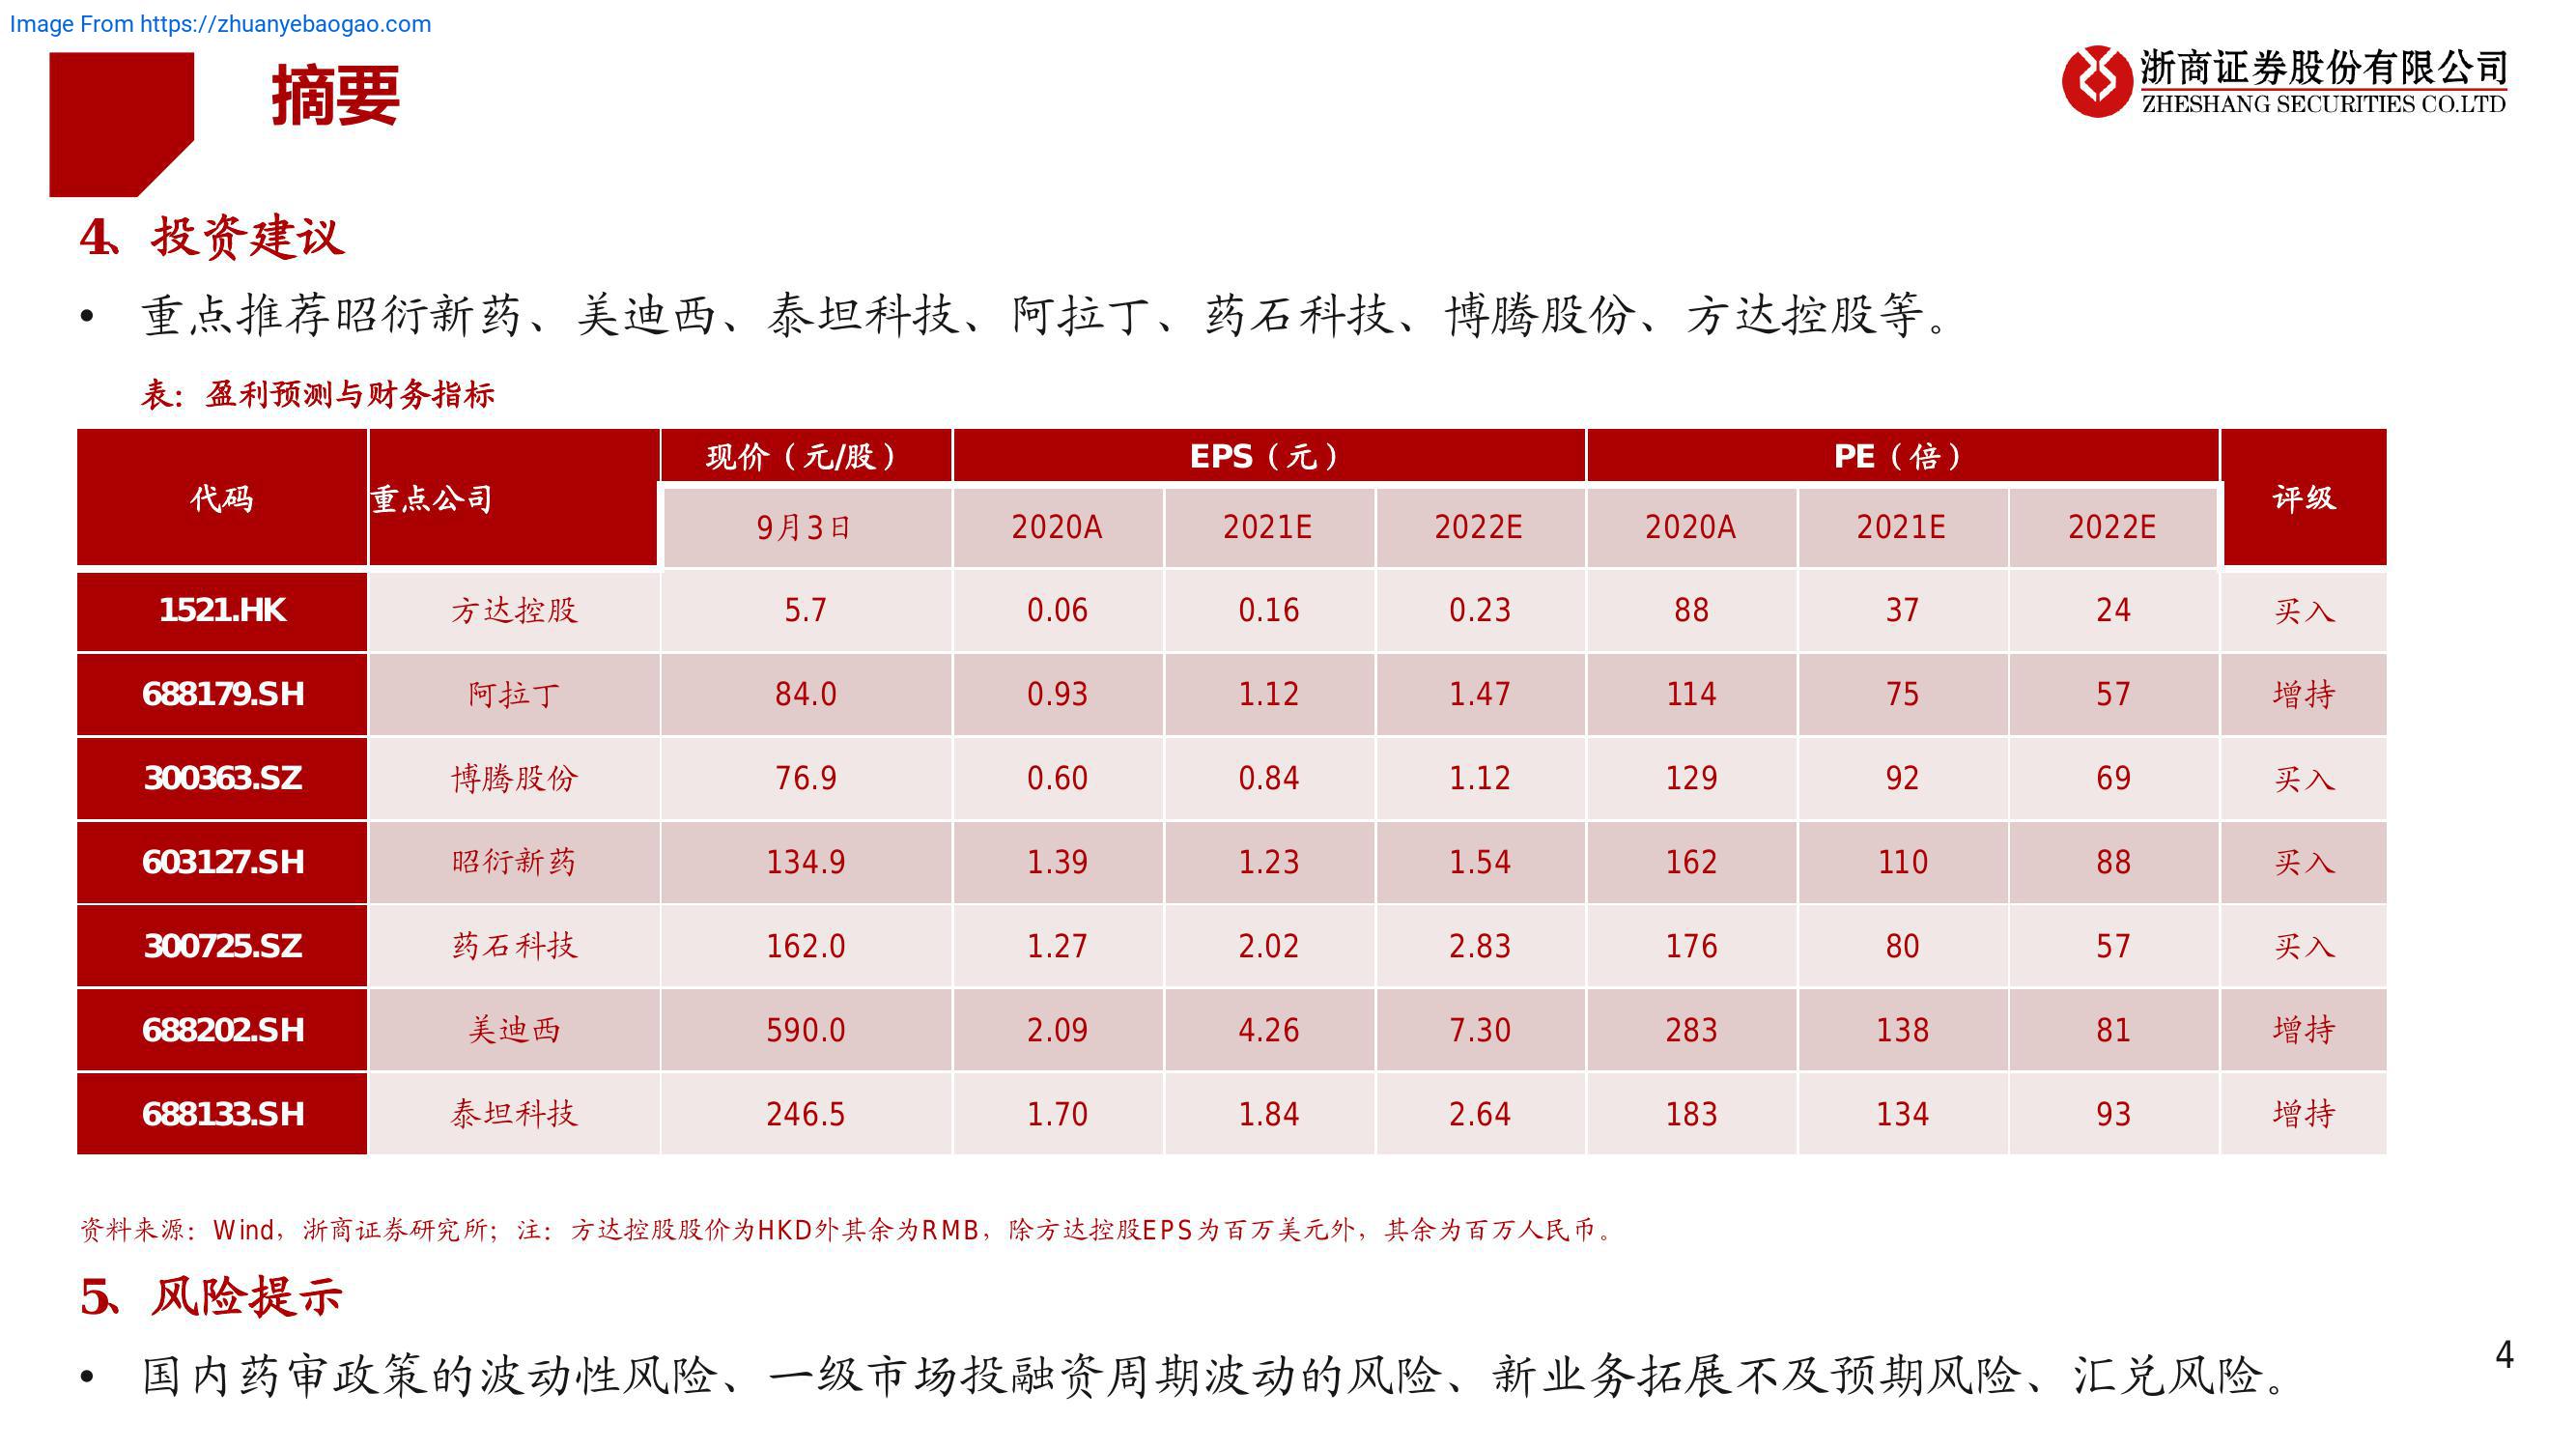 Image From https://zhuanyebaogao.com
摘要
浙商证券股份有限公司
ZHESHANG SECURITIES CO.LTD
4、投资建议
• 重点推荐昭衍新药、美迪西、泰坦科技、阿拉丁、药石科技、博腾股份、方达控股等。
表：盈利预测与财务指标
代码 重点公司 现价（元/股） EPS（元） PE（倍） 评级
9月3日 2020A 2021E 2022E 2020A 2021E 2022E
1521.HK 方达控股 5.7 0.06 0.16 0.23 88 37 24 买入
688179.SH 阿拉丁 84.0 0.93 1.12 1.47 114 75 57 增持
300363.SZ 博腾股份 76.9 0.60 0.84 1.12 129 92 69 买入
603127.SH 昭衍新药 134.9 1.39 1.23 1.54 162 110 88 买入
300725.SZ 药石科技 162.0 1.27 2.02 2.83 176 80 57 买入
688202.SH 美迪西 590.0 2.09 4.26 7.30 283 138 81 增持
688133.SH 泰坦科技 246.5 1.70 1.84 2.64 183 134 93 增持
资料来源：Wind，浙商证券研究所；注：方达控股股价为HKD外其余为RMB，除方达控股EPS为百万美元外，其余为百万人民币。
5、风险提示
• 国内药审政策的波动性风险、一级市场投融资周期波动的风险、新业务拓展不及预期风险、汇兑风险。
4